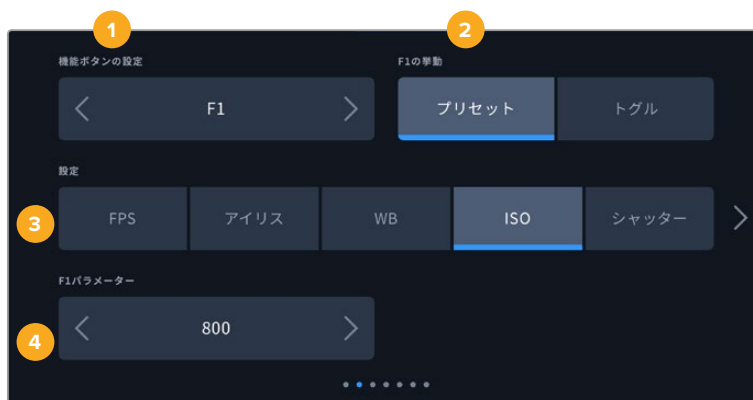 1 2
機能ボタンの設定 F1の挙動
F1 プリセット トグル
設定
3 FPS アイリス WB ISO シャッター
F1パラメーター
4 800